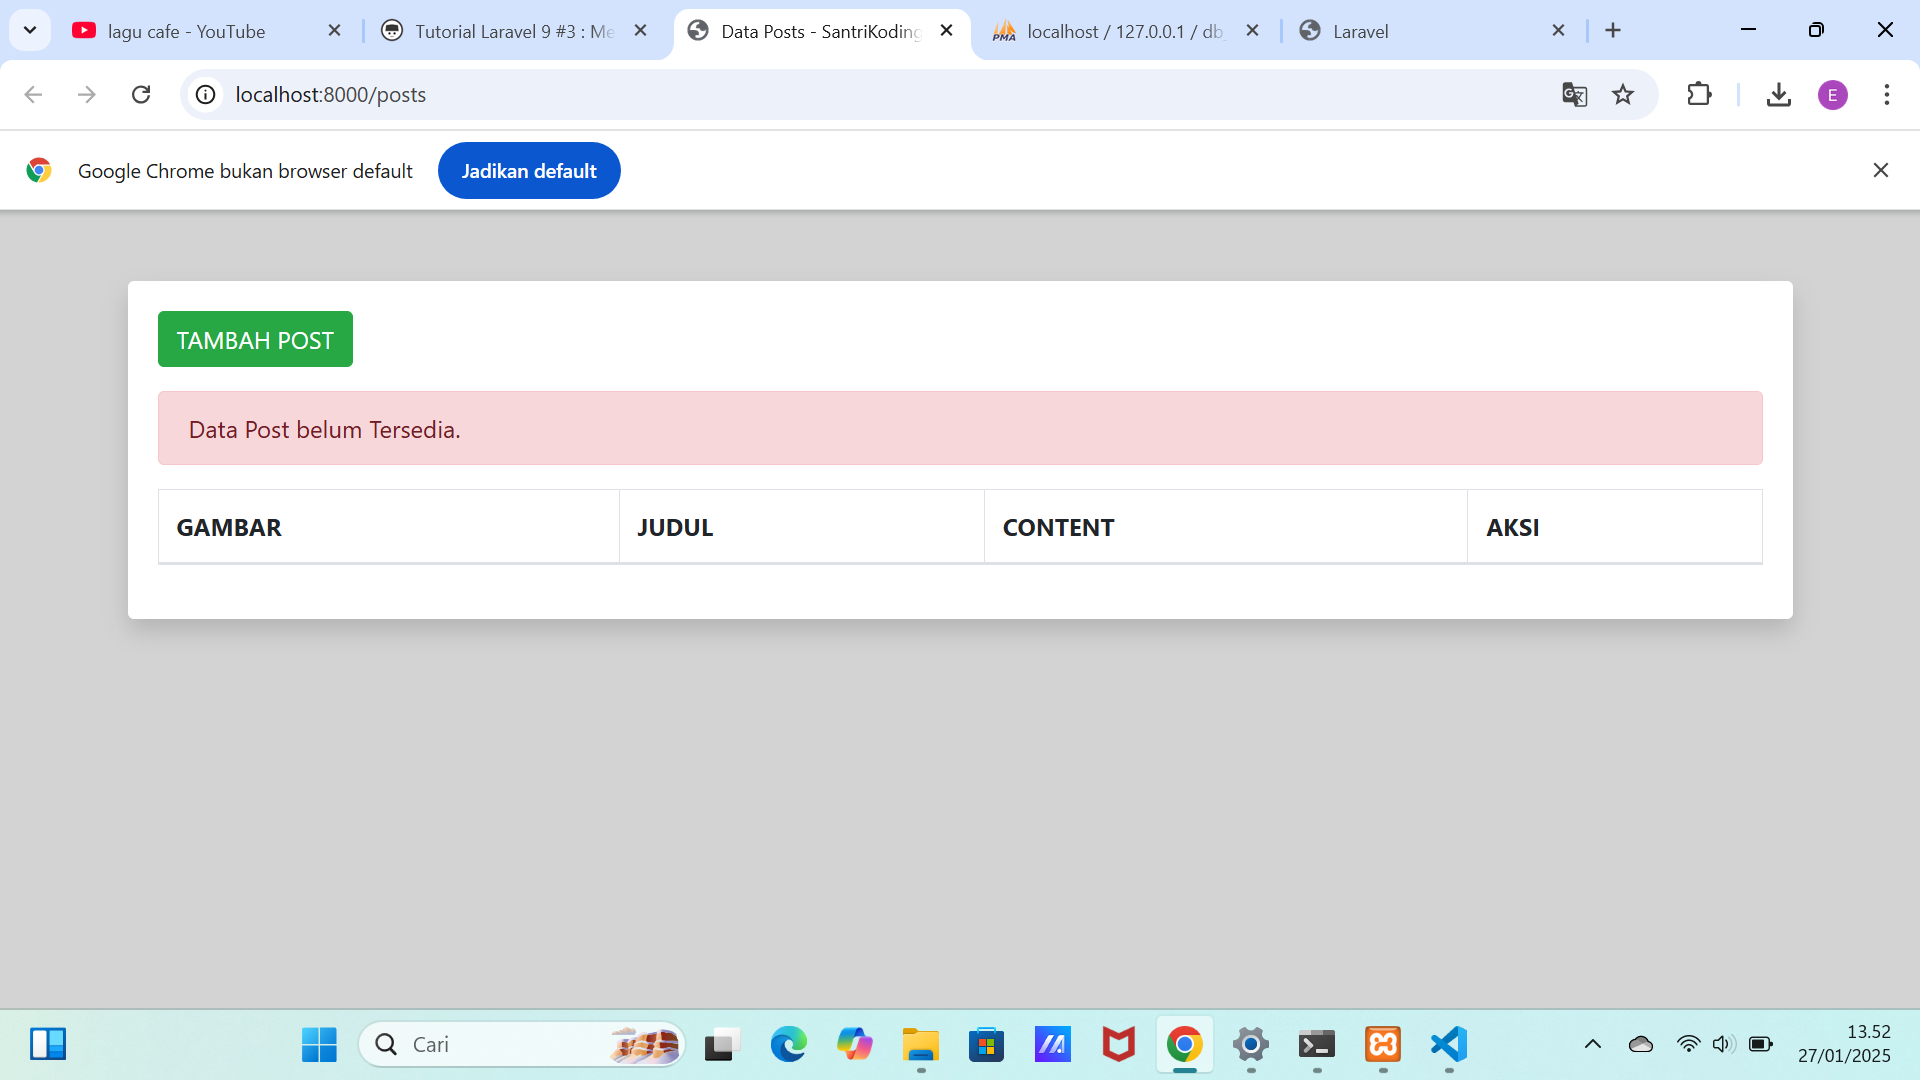 lagu cafe - YouTube
Tutorial Laravel 9 #3 : Me
Data Posts - SantriKoding
localhost / 127.0.0.1 / db_
Laravel
localhost:8000/posts
E
Google Chrome bukan browser default
Jadikan default
TAMBAH POST
Data Post belum Tersedia.
GAMBAR JUDUL CONTENT AKSI
Cari
13.52
27/01/2025